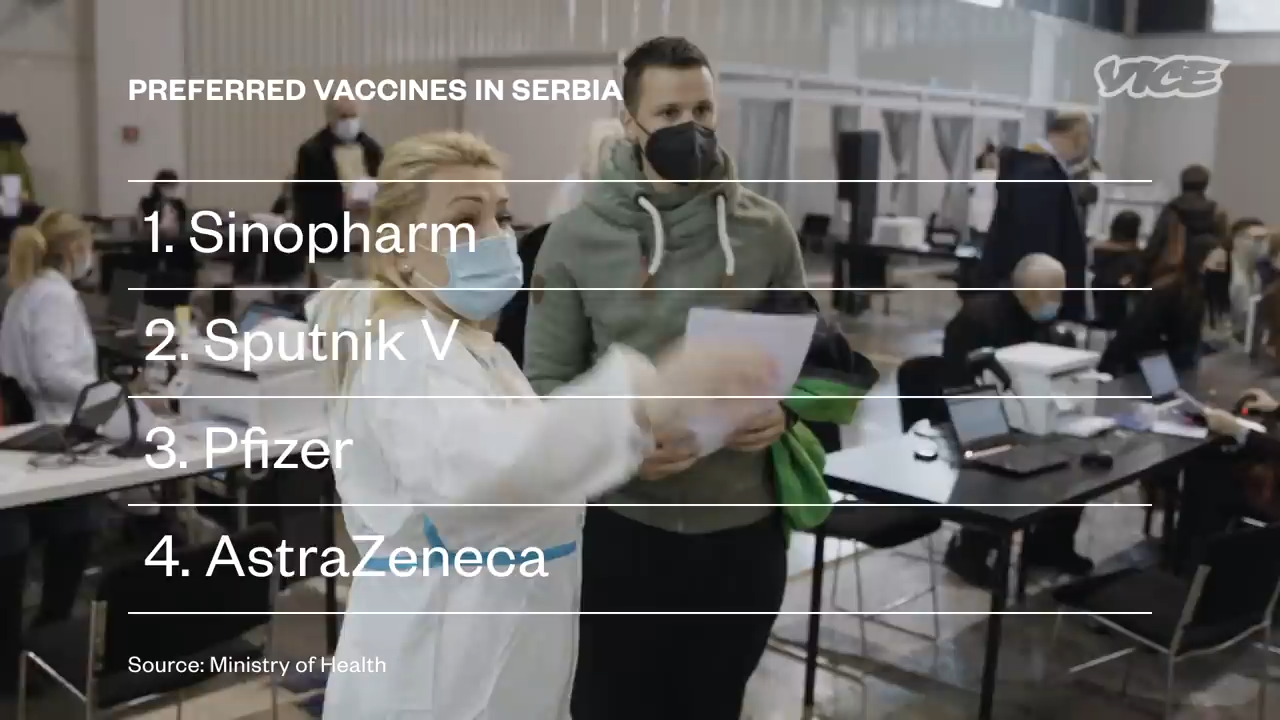 PREFERRED VACCINES IN SERBIA
VICE
1. Sinopharm
2. Sputnik V
3. Pfizer
4. AstraZeneca
Source: Ministry of Health